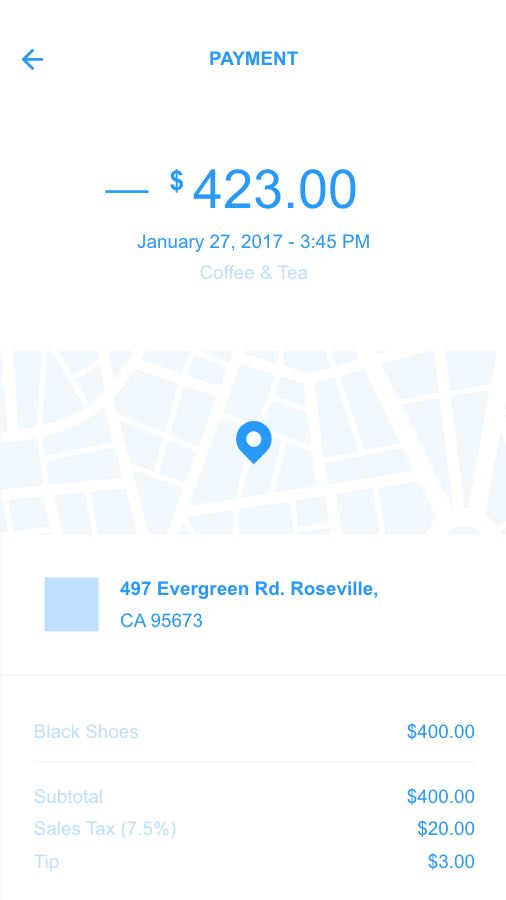 PAYMENT
— $ 423.00
January 27, 2017 - 3:45 PM
Coffee & Tea
497 Evergreen Rd. Roseville,
CA 95673
Black Shoes $400.00
Subtotal $400.00
Sales Tax (7.5%) $20.00
Tip $3.00